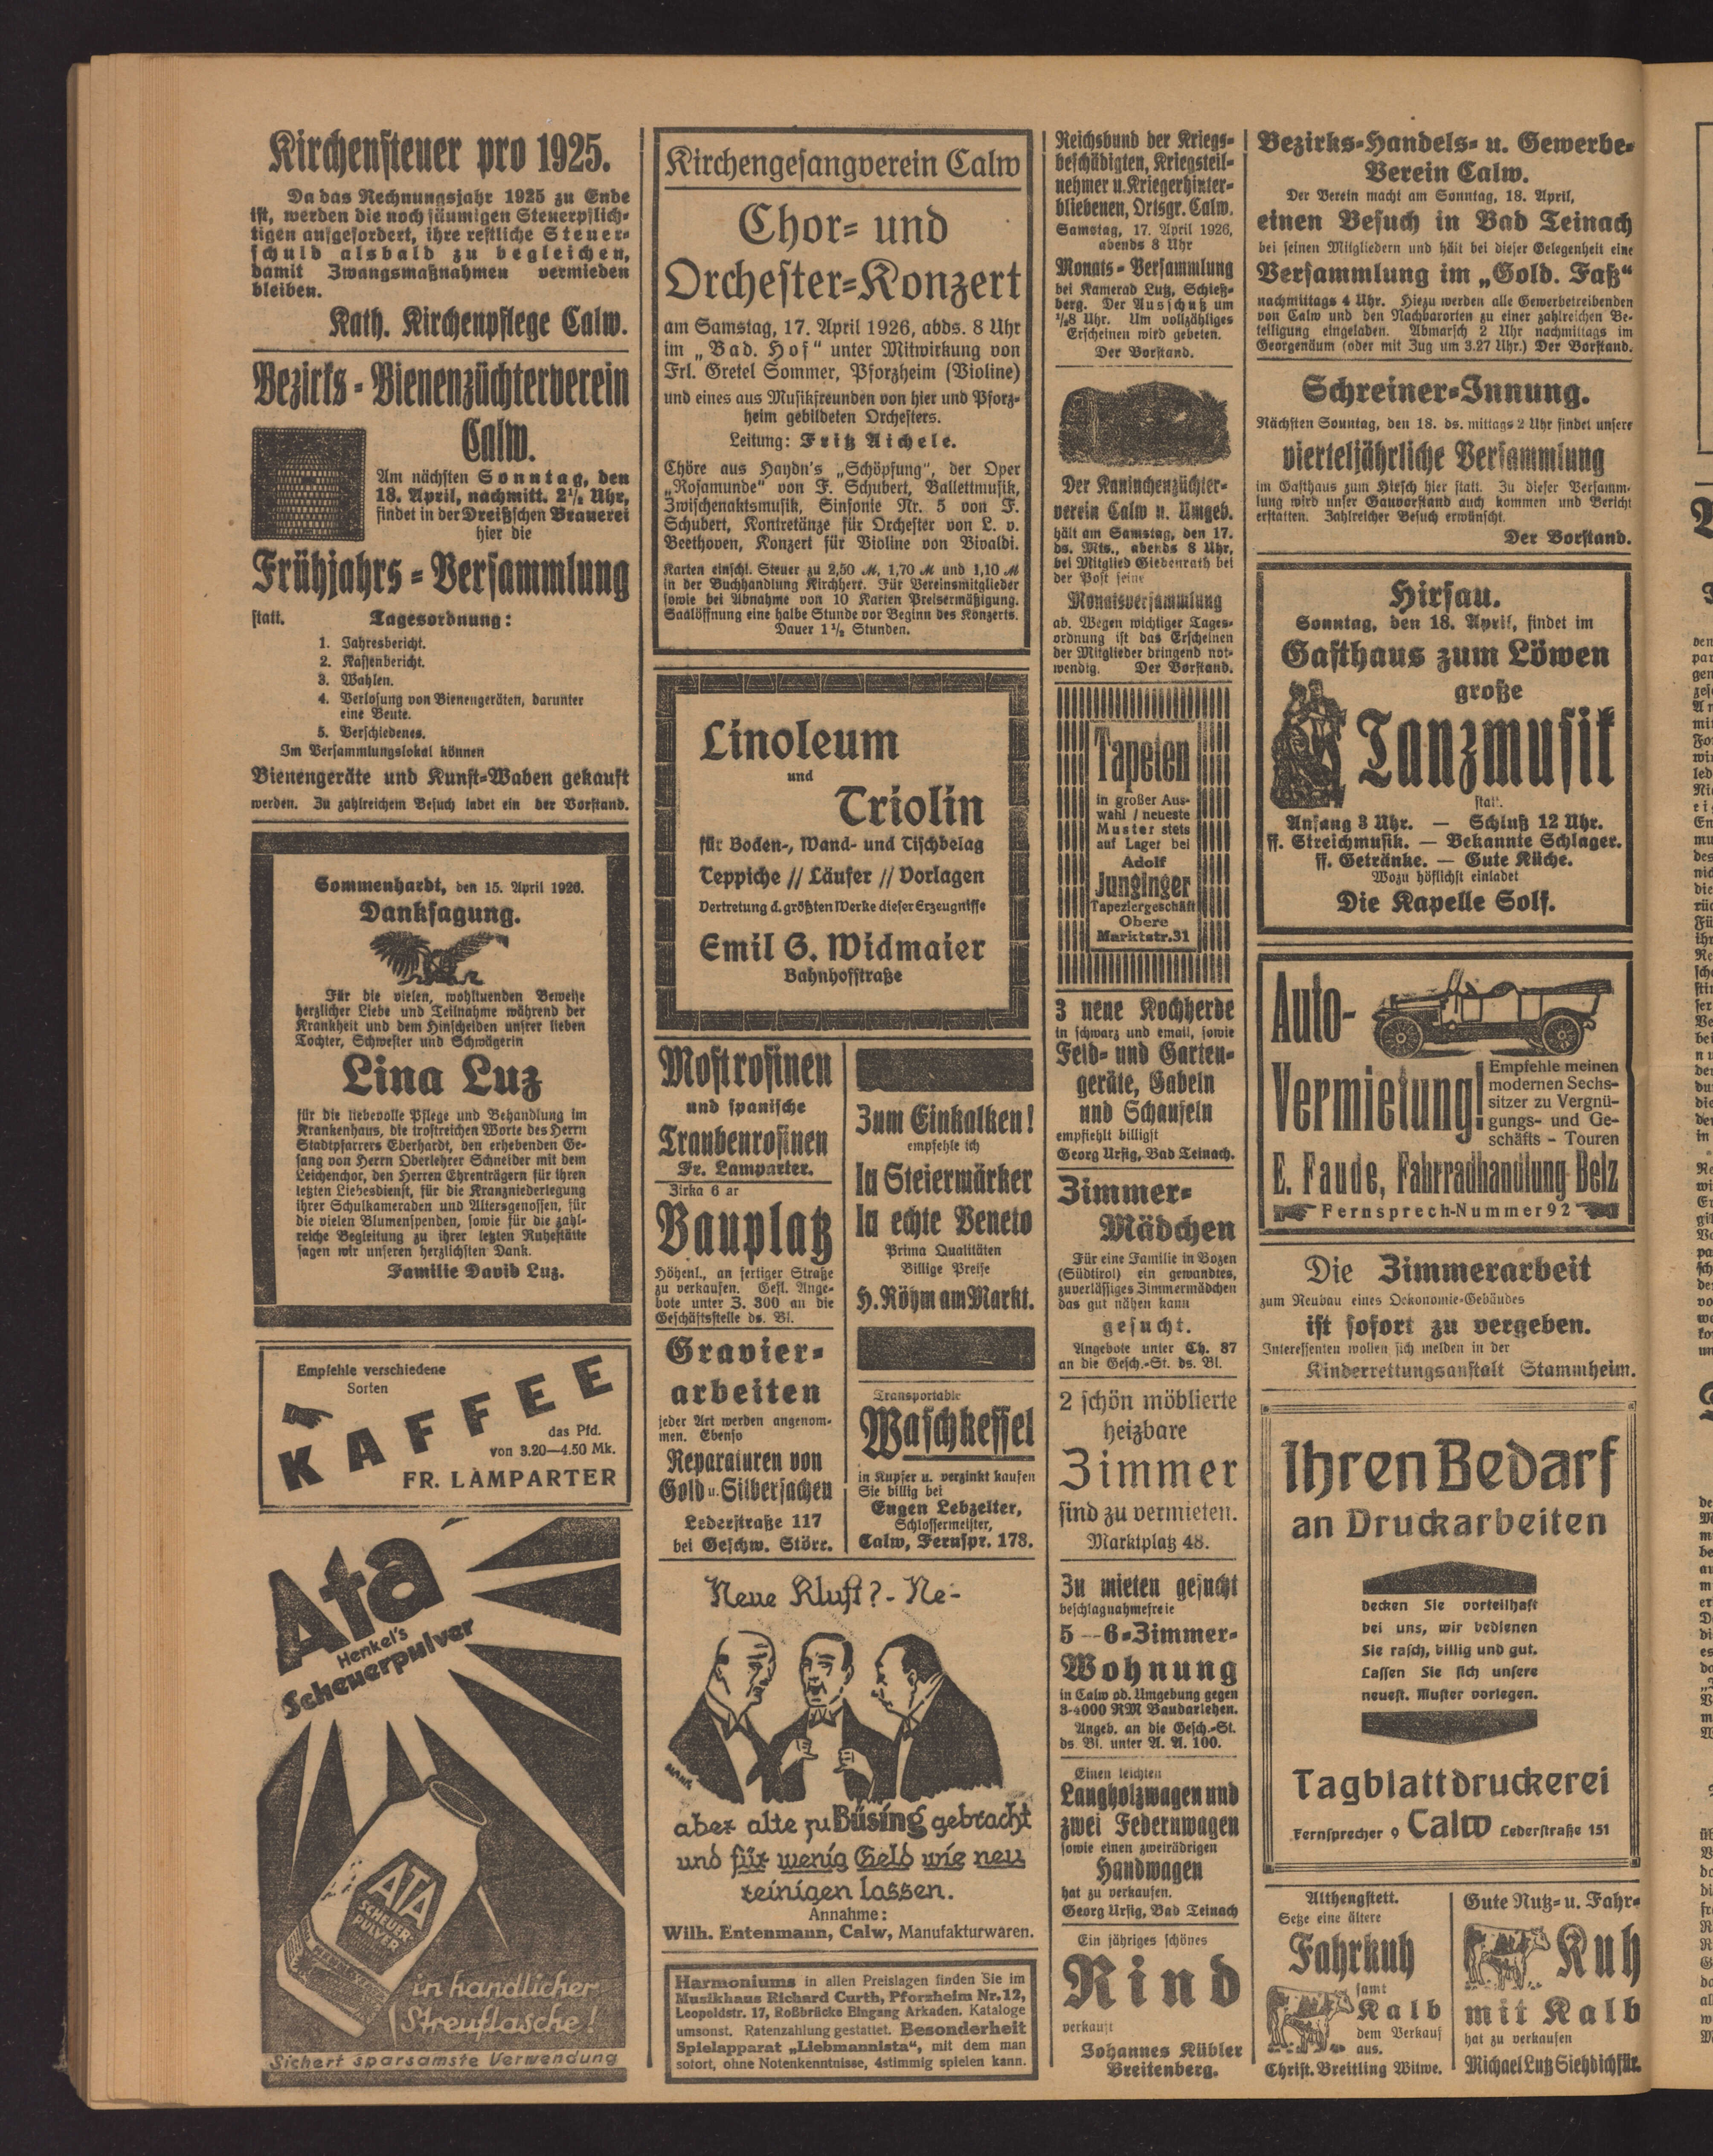 Kirchensteuer pro 1925.
Da das Rechnungsjahr 1925 zu Ende
ist, werden die noch säumigen Steuerpflich-
tigen aufgefordert, ihre restliche Steuer-
schuld alsbald zu begleichen,
damit Zwangsmaßnahmen vermieden
bleiben.
Kath. Kirchenpflege Calw.
Bezirks-Bienenzüchterverein
Calw.
Am nächsten Sonntag, den
18. April, nachmitt. 2½ Uhr,
findet in der Dreißschen Brauerei
hier die
Frühjahrs-Versammlung
statt. Tagesordnung:
1. Jahresbericht.
2. Kassenbericht.
3. Wahlen.
4. Verlosung von Bienengeräten, darunter
eine Beute.
5. Verschiedenes.
Im Versammlungslokal können
Bienengeräte und Kunst-Waben gekauft
werden. Zu zahlreichem Besuch ladet ein der Vorstand.
Sommenhardt, den 15. April 1926.
Danksagung.
Für die vielen, wohltuenden Beweise
herzlicher Liebe und Teilnahme während der
Krankheit und dem Hinscheiden unsrer lieben
Tochter, Schwester und Schwägerin
Lina Luz
für die liebevolle Pflege und Behandlung im
Krankenhaus, die trostreichen Worte des Herrn
Stadtpfarrers Eberhardt, den erhebenden Ge-
sang von Herrn Oberlehrer Schneider mit dem
Leichenchor, den Herren Ehrenträgern für ihren
letzten Liebesdienst, für die Kranzniederlegung
ihrer Schulkameraden und Altersgenossen, für
die vielen Blumenspenden, sowie für die zahl-
reiche Begleitung zu ihrer letzten Ruhestätte
sagen wir unseren herzlichsten Dank.
Familie David Luz.
Empfehle verschiedene
Sorten
KAFFEE
das Pfd.
von 3.20—4.50 Mk.
FR. LAMPARTER
Ata
Henkel's
Scheuerpulver
ATA
SCHEUER-
PULVER
in handlicher
Streuflasche!
Sichert sparsamste Verwendung
Kirchengesangverein Calw
Chor- und
Orchester-Konzert
am Samstag, 17. April 1926, abds. 8 Uhr
im „Bad. Hof“ unter Mitwirkung von
Frl. Gretel Sommer, Pforzheim (Violine)
und eines aus Musikfreunden von hier und Pforz-
heim gebildeten Orchesters.
Leitung: Fritz Aichele.
Chöre aus Haydn's „Schöpfung“, der Oper
„Rosamunde“ von F. Schubert, Ballettmusik,
Zwischenaktsmusik, Sinfonie Nr. 5 von F.
Schubert, Kontretänze für Orchester von L. v.
Beethoven, Konzert für Violine von Vivaldi.
Karten einschl. Steuer zu 2,50 M, 1,70 M und 1,10 M
in der Buchhandlung Kirchherr. Für Vereinsmitglieder
sowie bei Abnahme von 10 Karten Preisermäßigung.
Saalöffnung eine halbe Stunde vor Beginn des Konzerts.
Dauer 1½ Stunden.
Linoleum
und
Triolin
für Boden-, Wand- und Tischbelag
Teppiche // Läufer // Vorlagen
Vertretung d. größten Werke dieser Erzeugnisse
Emil G. Widmaier
Bahnhofstraße
Mostrosinen
und spanische
Traubenrosinen
Fr. Lamparter.
Zirka 6 ar
Bauplatz
Höhenl., an fertiger Straße
zu verkaufen. Gefl. Ange-
bote unter Z. 300 an die
Geschäftsstelle ds. Bl.
Gravier-
arbeiten
jeder Art werden angenom-
men. Ebenso
Reparaturen von
Gold u. Silbersachen
Lederstraße 117
bei Geschw. Störr.
Zum Einkalken!
empfehle ich
Ia Steiermärker
Ia echte Veneto
Prima Qualitäten
Billige Preise
H. Röhm am Markt.
Transportable
Waschkessel
in Kupfer u. verzinkt kaufen
Sie billig bei
Eugen Lebzelter,
Schlossermeister,
Calw, Fernspr. 178.
Neue Kluft?- Ne-
aber alte zu Büsing gebracht
und für wenig Geld wie neu
reinigen lassen.
Annahme:
Wilh. Entenmann, Calw, Manufakturwaren.
Harmoniums in allen Preislagen finden Sie im
Musikhaus Richard Curth, Pforzheim Nr. 12,
Leopoldstr. 17, Roßbrücke Eingang Arkaden. Kataloge
umsonst. Ratenzahlung gestattet. Besonderheit
Spielapparat „Liebmannista“, mit dem man
sofort, ohne Notenkenntnisse, 4stimmig spielen kann.
Reichsbund der Kriegs-
beschädigten, Kriegsteil-
nehmer u. Kriegerhinter-
bliebenen, Ortsgr. Calw.
Samstag, 17. April 1926,
abends 8 Uhr
Monats-Versammlung
bei Kamerad Lutz, Schieß-
berg. Der Ausschuß um
½8 Uhr. Um vollzähliges
Erscheinen wird gebeten.
Der Vorstand.
Der Kaninchenzüchter-
verein Calw u. Umgeb.
hält am Samstag, den 17.
ds. Mts., abends 8 Uhr,
bei Mitglied Giebenrath bei
der Post seine
Monatsversammlung
ab. Wegen wichtiger Tages-
ordnung ist das Erscheinen
der Mitglieder dringend not-
wendig. Der Vorstand.
Tapeten
in großer Aus-
wahl / neueste
Muster stets
auf Lager bei
Adolf
Junginger
Tapeziergeschäft
Obere
Marktstr. 31
3 neue Kochherde
in schwarz und email, sowie
Feld- und Garten-
geräte, Gabeln
und Schaufeln
empfiehlt billigst
Georg Ursig, Bad Teinach.
Zimmer-
Mädchen
Für eine Familie in Bozen
(Südtirol) ein gewandtes,
zuverlässiges Zimmermädchen
das gut nähen kann
gesucht.
Angebote unter Ch. 87
an die Gesch.-St. ds. Bl.
2 schön möblierte
heizbare
Zimmer
sind zu vermieten.
Marktplatz 48.
Zu mieten gesucht
beschlagnahmefreie
5—6-Zimmer-
Wohnung
in Calw od. Umgebung gegen
3-4000 RM Baudarlehen.
Angeb. an die Gesch.-St.
ds. Bl. unter A. A. 100.
Einen leichten
Langholzwagen und
zwei Federnwagen
sowie einen zweirädrigen
Handwagen
hat zu verkaufen.
Georg Ursig, Bad Teinach
Ein jähriges schönes
Rind
verkauft
Johannes Kübler
Breitenberg.
Bezirks-Handels- u. Gewerbe-
Verein Calw.
Der Verein macht am Sonntag, 18. April,
einen Besuch in Bad Teinach
bei seinen Mitgliedern und hält bei dieser Gelegenheit eine
Versammlung im „Gold. Faß“
nachmittags 4 Uhr. Hiezu werden alle Gewerbetreibenden
von Calw und den Nachbarorten zu einer zahlreichen Be-
teiligung eingeladen. Abmarsch 2 Uhr nachmittags im
Georgenäum (oder mit Zug um 3.27 Uhr.) Der Vorstand.
Schreiner-Innung.
Nächsten Sonntag, den 18. ds. mittags 2 Uhr findet unsere
vierteljährliche Versammlung
im Gasthaus zum Hirsch hier statt. Zu dieser Versamm-
lung wird unser Gauvorstand auch kommen und Bericht
erstatten. Zahlreicher Besuch erwünscht.
Der Vorstand.
Hirsau.
Sonntag, den 18. April, findet im
Gasthaus zum Löwen
große
Tanzmusik
statt.
Anfang 3 Uhr. — Schluß 12 Uhr.
ff. Streichmusik. — Bekannte Schlager.
ff. Getränke. — Gute Küche.
Wozu höflichst einladet
Die Kapelle Solf.
Auto-
Vermietung!
Empfehle meinen
modernen Sechs-
sitzer zu Vergnü-
gungs- und Ge-
schäfts-Touren
E. Faude, Fahrradhandlung Belz
Fernsprech-Nummer 92
Die Zimmerarbeit
zum Neubau eines Oekonomie-Gebäudes
ist sofort zu vergeben.
Interessenten wollen sich melden in der
Kinderrettungsanstalt Stammheim.
Ihren Bedarf
an Druckarbeiten
decken Sie vorteilhaft
bei uns, wir bedienen
Sie rasch, billig und gut.
Lassen Sie sich unsere
neuest. Muster vorlegen.
Tagblattdruckerei
Fernsprecher 9 Calw Lederstraße 151
Althengstett.
Setze eine ältere
Fahrkuh
samt
Kalb
dem Verkauf
aus.
Christ. Breitling Witwe.
Gute Nutz- u. Fahr-
Kuh
mit Kalb
hat zu verkaufen
Michael Lutz Siehdichfür.